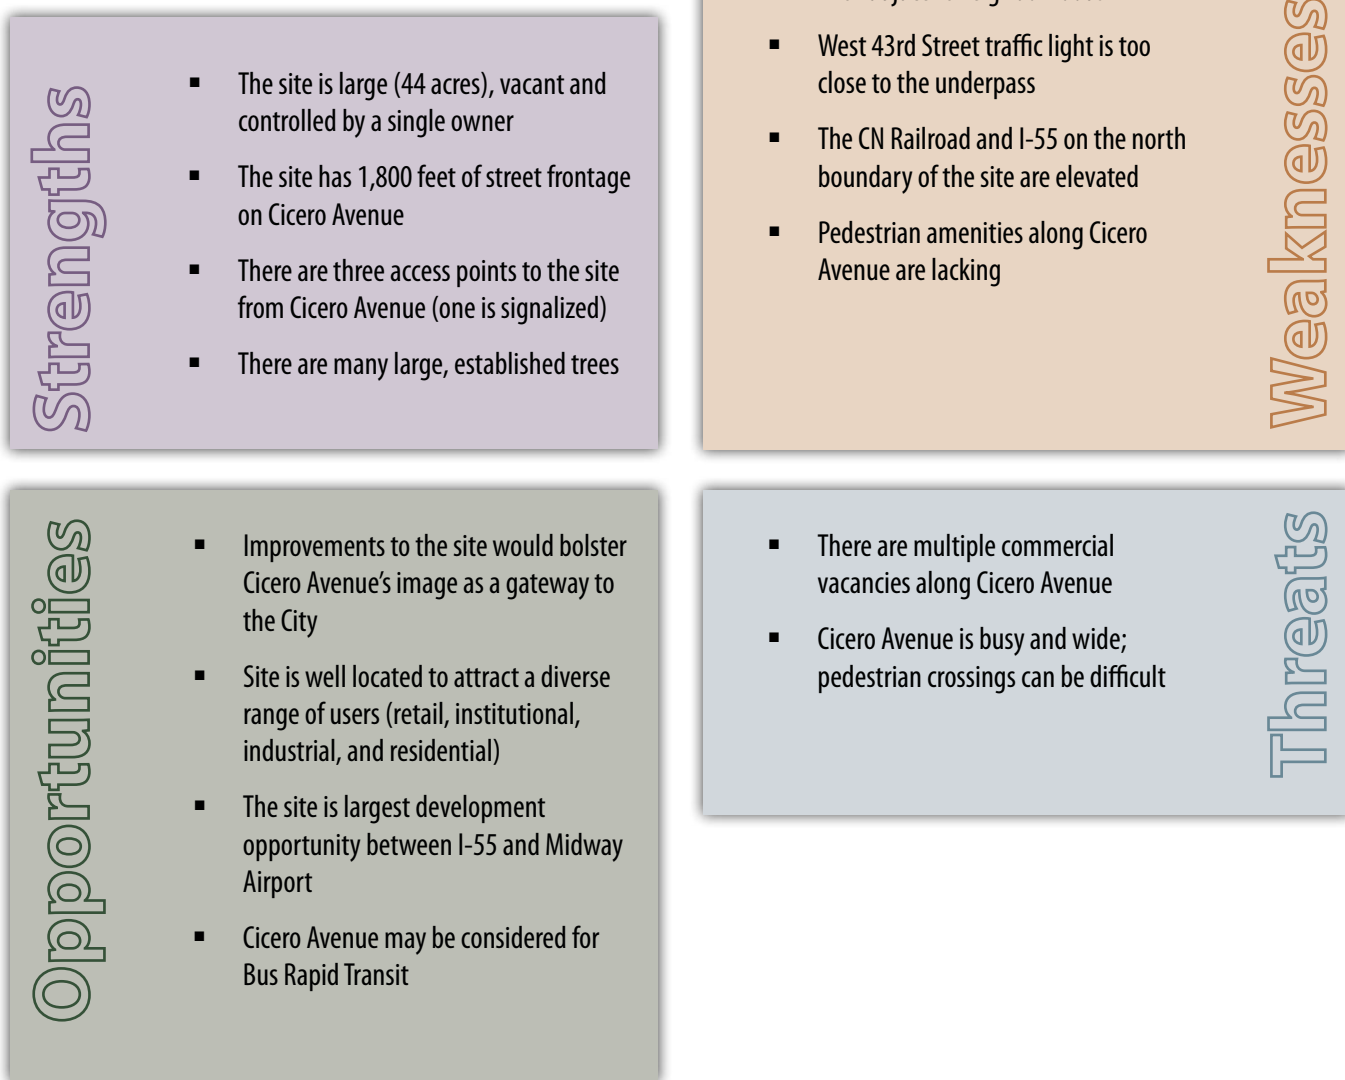 Strengths
▪ The site is large (44 acres), vacant and
controlled by a single owner
▪ The site has 1,800 feet of street frontage
on Cicero Avenue
▪ There are three access points to the site
from Cicero Avenue (one is signalized)
▪ There are many large, established trees
Weaknesses
▪ West 43rd Street traffic light is too
close to the underpass
▪ The CN Railroad and I-55 on the north
boundary of the site are elevated
▪ Pedestrian amenities along Cicero
Avenue are lacking
Opportunities
▪ Improvements to the site would bolster
Cicero Avenue’s image as a gateway to
the City
▪ Site is well located to attract a diverse
range of users (retail, institutional,
industrial, and residential)
▪ The site is largest development
opportunity between I-55 and Midway
Airport
▪ Cicero Avenue may be considered for
Bus Rapid Transit
Threats
▪ There are multiple commercial
vacancies along Cicero Avenue
▪ Cicero Avenue is busy and wide;
pedestrian crossings can be difficult